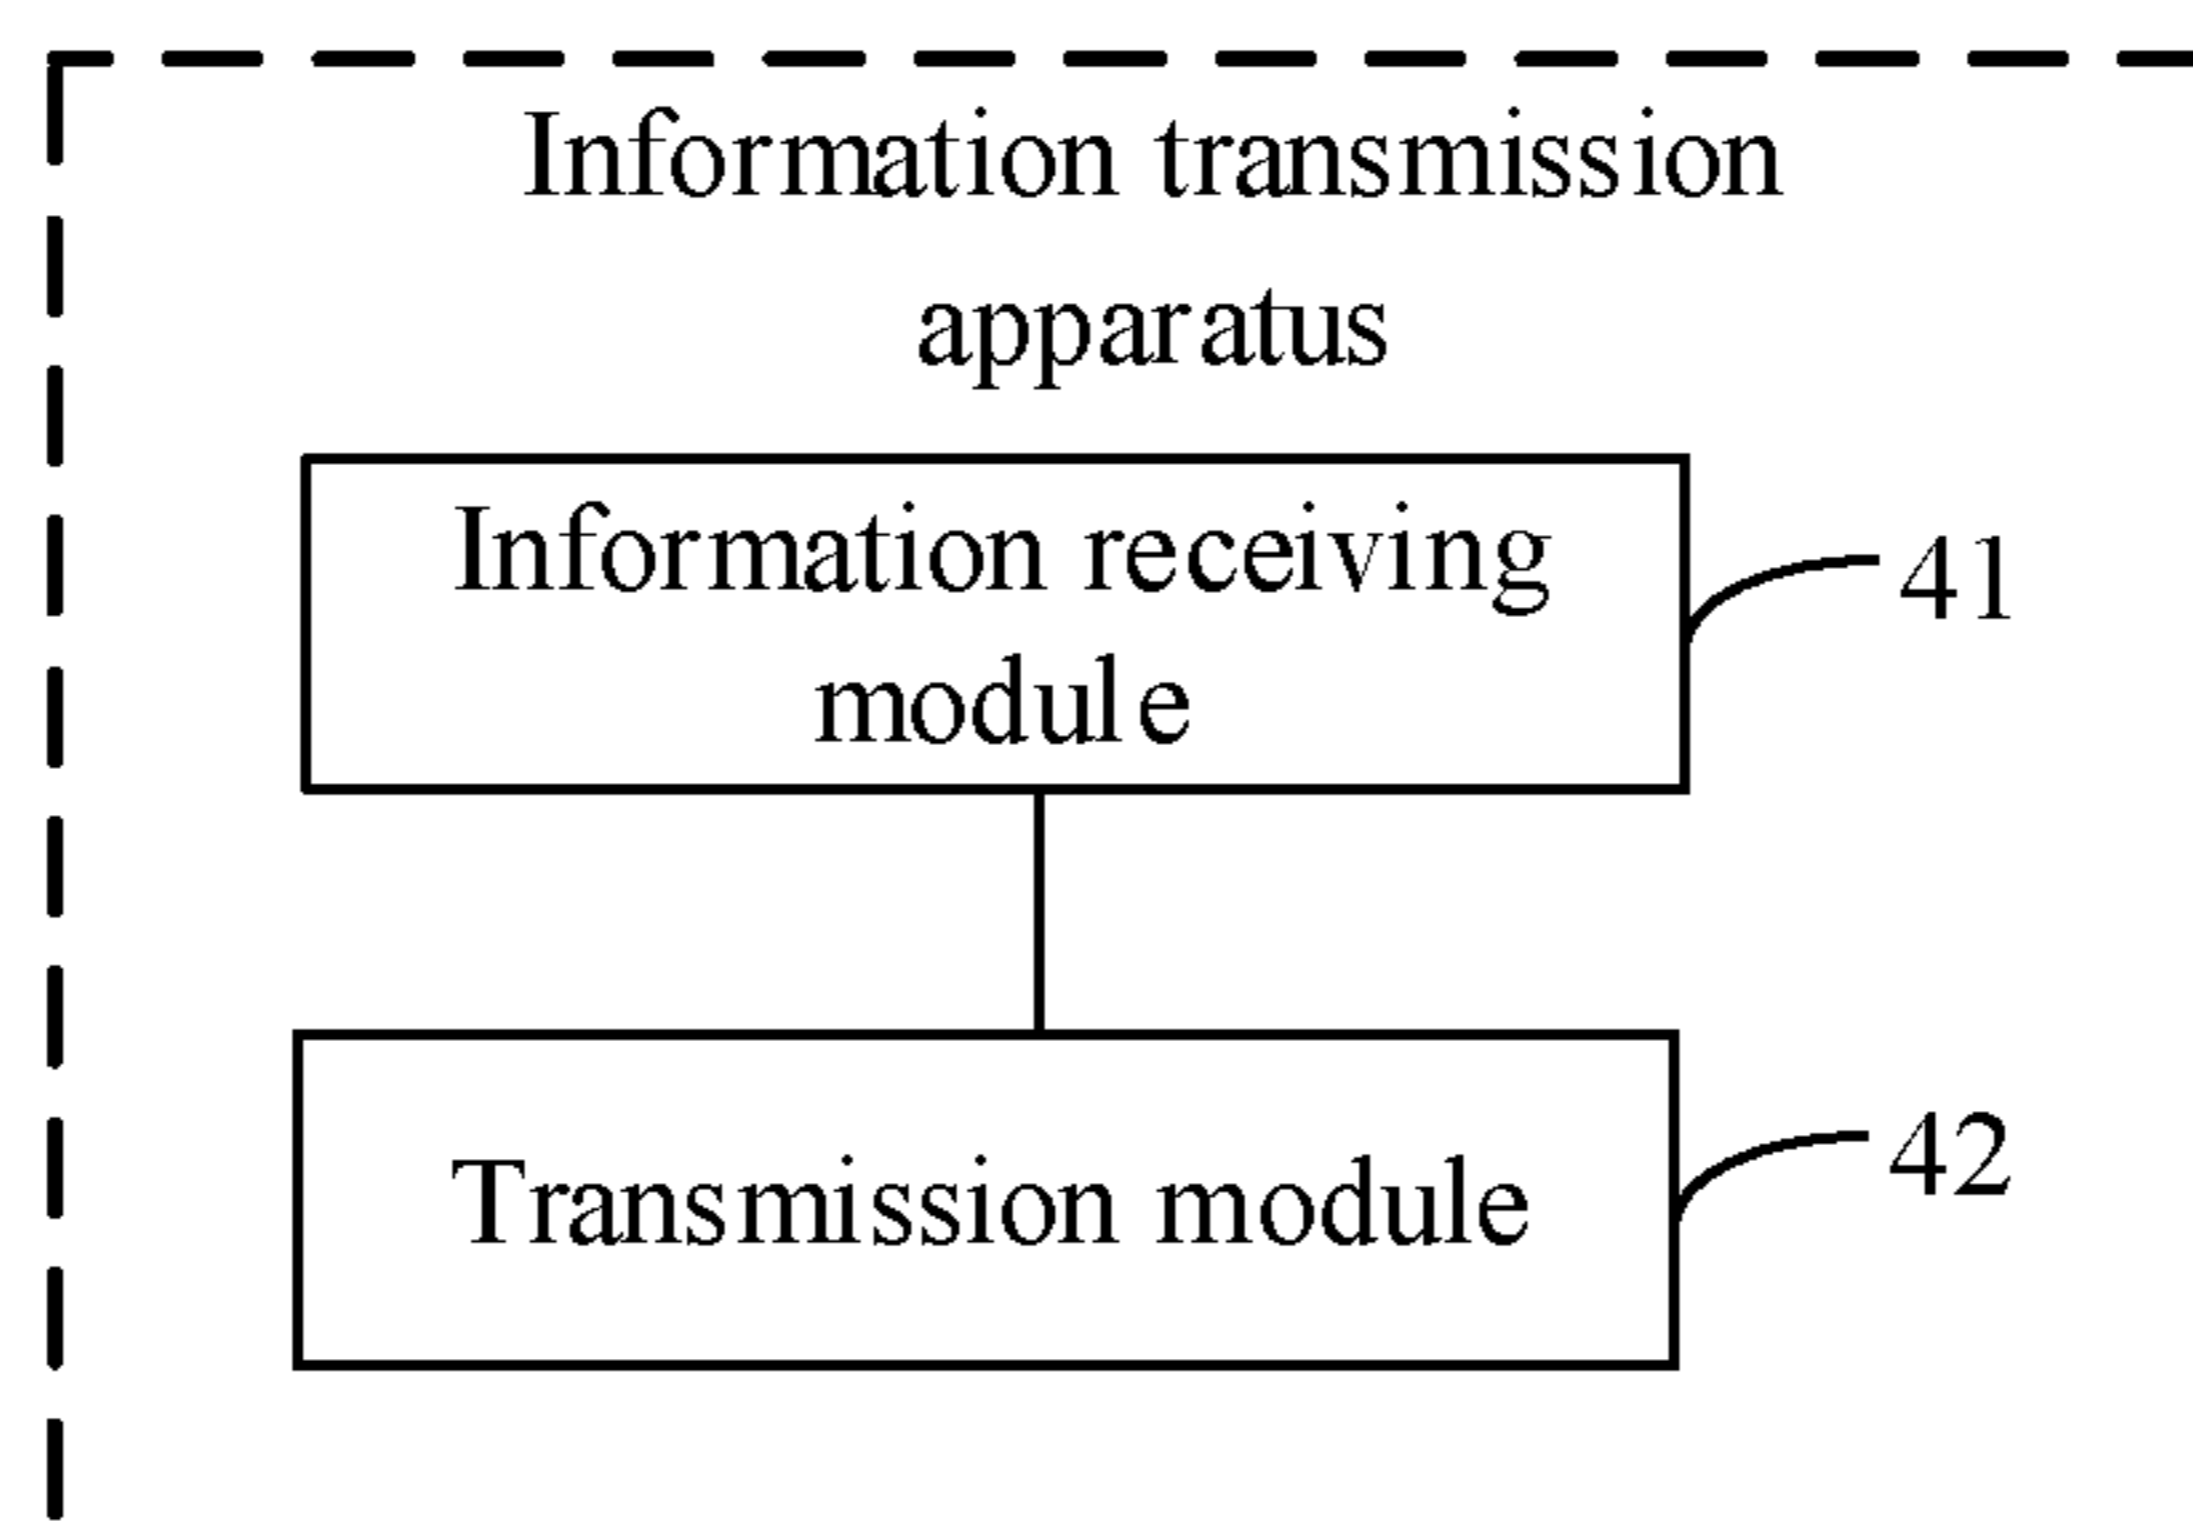 Information transmission
apparatus
Information receiving
module
41
Transmission module
42